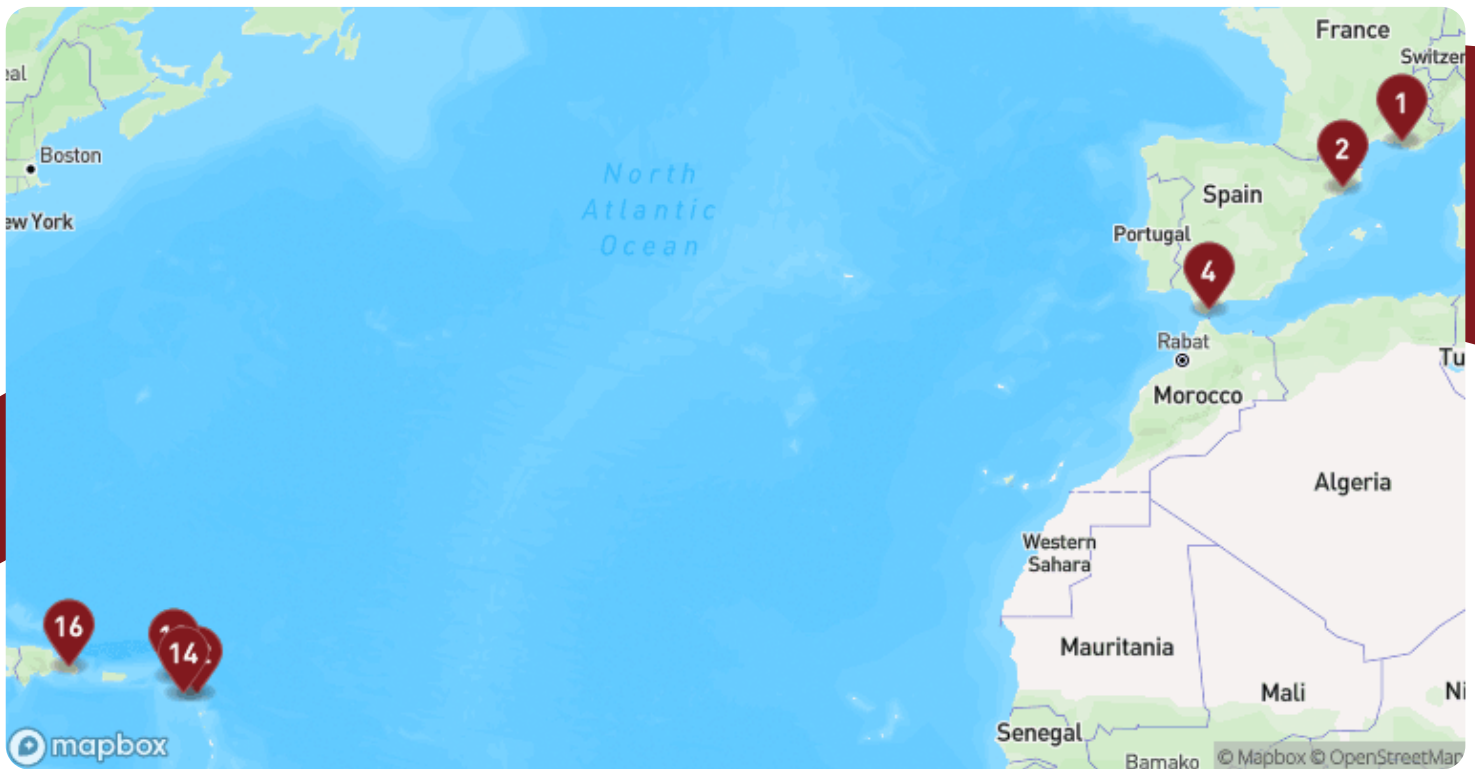 France
Switzer
1
eal
2
Boston
North
Atlantic
Ocean
Spain
ew York
Portugal
4
Rabat
Tu
Morocco
Algeria
Western
Sahara
16
14
Mauritania
Mali
Ni
Senegal
mapbox
Bamako
© Mapbox © OpenStreetMap